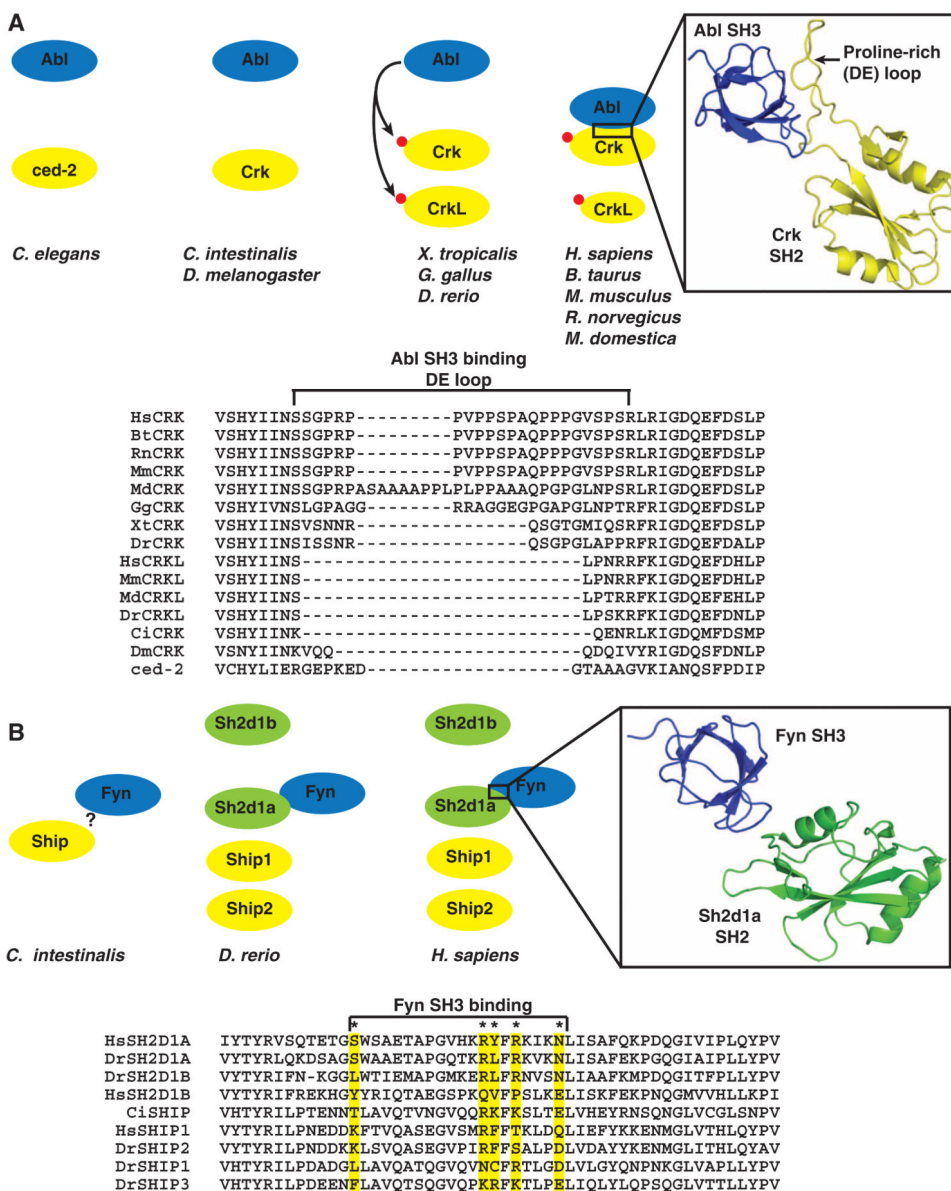 A
Abl
Abl
Abl
Abl
ced-2
Crk
Crk
CrkL
Crk
CrkL
Abl SH3
Proline-rich
(DE) loop
Crk
SH2
C. elegans
C. intestinalis
D. melanogaster
X. tropicalis
G. gallus
D. rerio
H. sapiens
B. taurus
M. musculus
R. norvegicus
M. domestica
Abl SH3 binding
DE loop
HsCRK VSHYIINSSGPRP----------PVPPSPAQPPPGVSPSRLRIGDQEFDSLP
BtCRK VSHYIINSSGPRP----------PVPPSPAQPPPGVSPSRLRIGDQEFDSLP
RnCRK VSHYIINSSGPRP----------PVPPSPAQPPPGVSPSRLRIGDQEFDSLP
MmCRK VSHYIINSSGPRP----------PVPPSPAQPPPGVSPSRLRIGDQEFDSLP
MdCRK VSHYIINSSGPRPASAAAAPPLPLPPAAAQPGPGLNPSRLRIGDQEFDSLP
GgCRK VSHYIVNSLGPAGG---------RRAGGEGPGAPGLNPTRFRIGDQEFDSLP
XtCRK VSHYIINSVSNNR------------------QSGTGMIQSRFRIGDQEFDSLP
DrCRK VSHYIINSISSNR------------------QSGPGLAPPRFRIGDQEFDALP
HsCRKL VSHYIINS-----------------------------LPNRRFKIGDQEFDHLP
MmCRKL VSHYIINS-----------------------------LPNRRFKIGDQEFDHLP
MdCRKL VSHYIINS-----------------------------LPTRRFKIGDQEFEHLP
DrCRKL VSHYIINS-----------------------------LPSKRFKIGDQEFDNLP
CiCRK VSHYIINK------------------------------QENRLKIGDQMFDSMP
DmCRK VSNYIINKVQQ--------------------------QDQIVYRIGDQSFDNLP
ced-2 VCHYLIERGEPKED---------------------GTAAAGVKIANQSFPDIP
B
Ship
?
Fyn
Sh2d1b
Sh2d1a
Fyn
Ship1
Ship2
Sh2d1b
Sh2d1a
Fyn
Ship1
Ship2
Fyn SH3
Sh2d1a
SH2
C. intestinalis
D. rerio
H. sapiens
Fyn SH3 binding
* ** * *
HsSH2D1A IYTYRVSQTETGSWSAETAPGVHKRYFRKIKNLISAFQKPDQGIVIPLQYPV
DrSH2D1A VYTYRLQKDSAGSWAAETAPGQTKRLFRKVKNLISAFEKPGQGIAIPLLYPV
DrSH2D1B VYTYRIFN-KGGLWTIEMAPGMKERLFRNVSNLIAAFKMPDQGITFPLLYPV
HsSH2D1B IYTYRIFREKHGYYRIQTAEGSPKQVFPSLKELISKFEKPNQGMVVHLLKPI
CiSHIP VHTYRILPTENNTLAVQTVNGVQQRKFKSLTELVHEYRNSQNGLVCGLSNPV
HsSHIP1 VYTYRILPNEDDKFTVQASEGVSMRFFTKLDQLIEFYKKENMGLVTHLQYPV
DrSHIP2 VYTYRILPNDDKKLSVQASEGVPIRFFSALPDLVDAYYKENMGLITHLQYAV
DrSHIP1 VHTYRILPDADGLLAVQATQGVQVNCFRTLGDLVLGYQNPNKGLVAPLLYPV
DrSHIP3 VYTYRILPDEENFLAVQTSQGVQPKRFKTLPELIQLYLQPSQGLVTTLLYPV